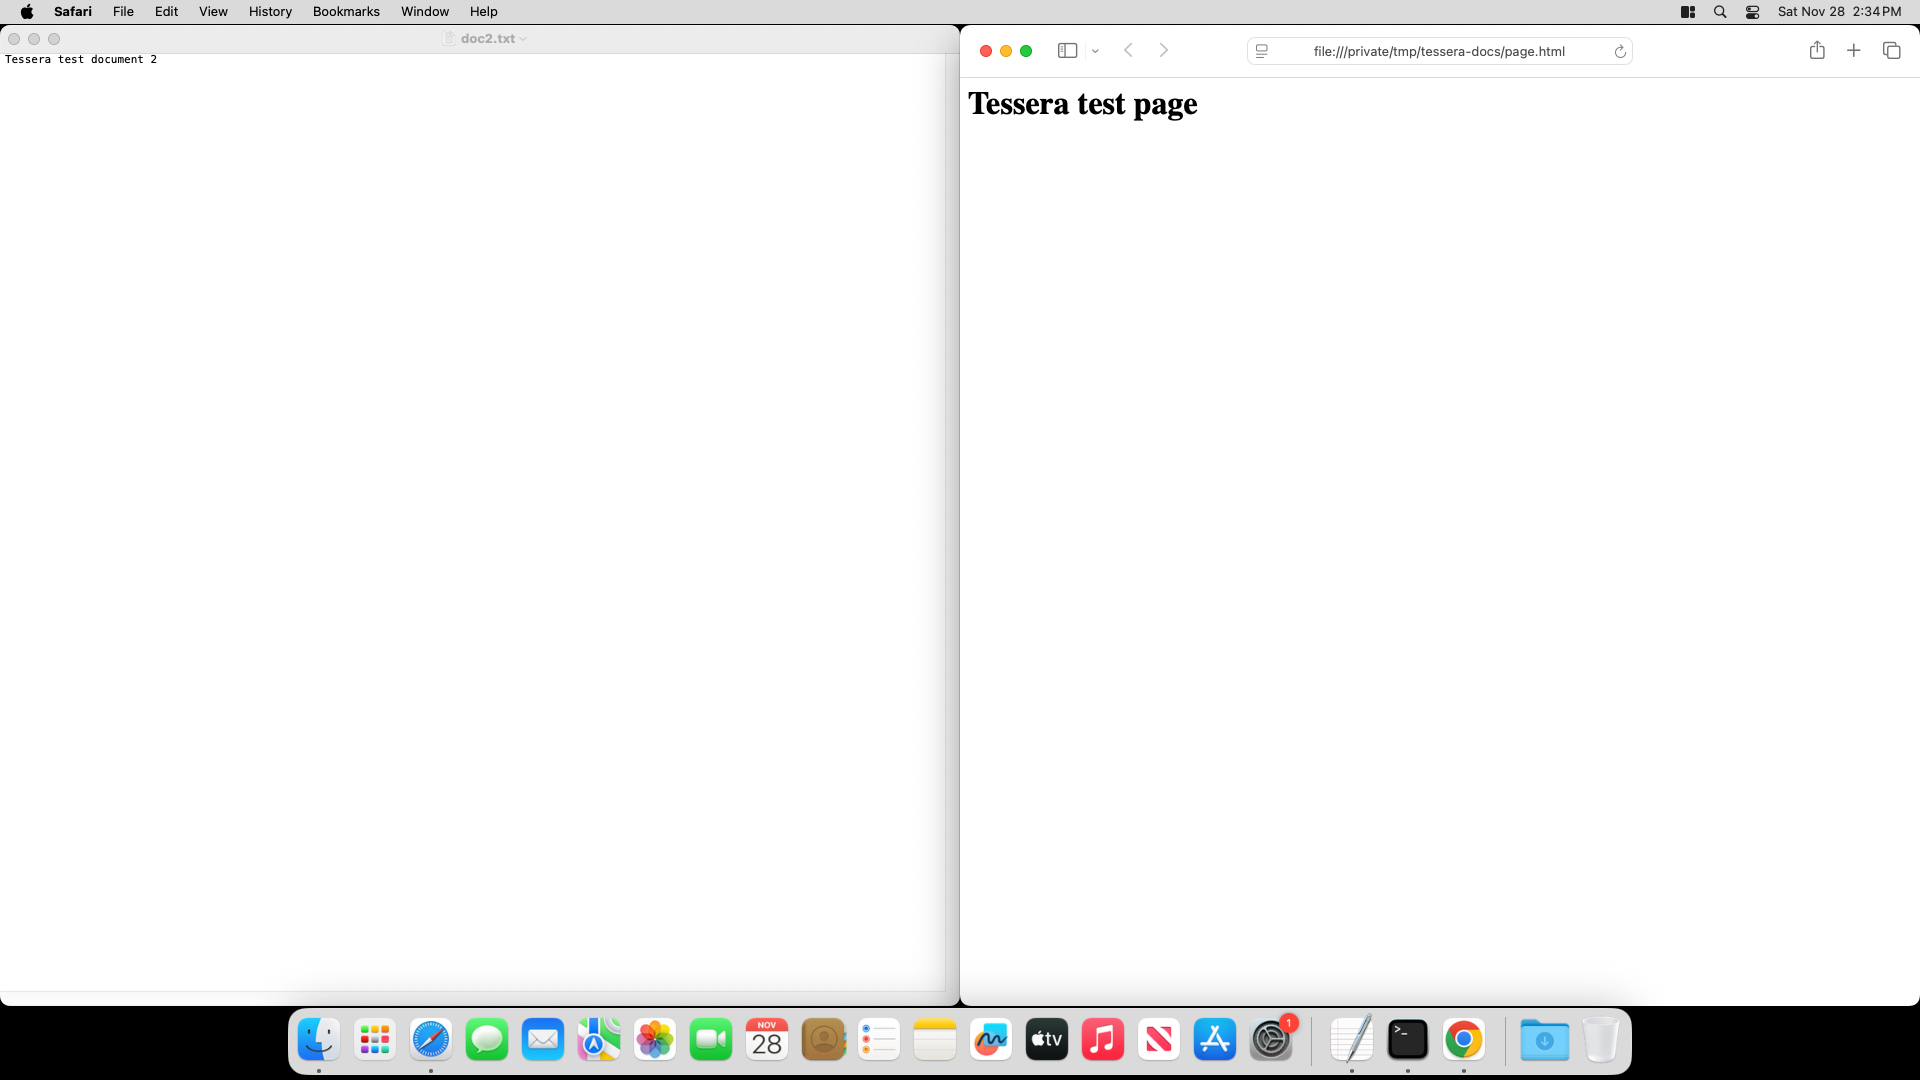 Safari File Edit View History Bookmarks Window Help Sat Nov 28 2:34 PM
doc2.txt
Tessera test document 2
file:///private/tmp/tessera-docs/page.html
Tessera test page
NOV
28
tv
1
>_